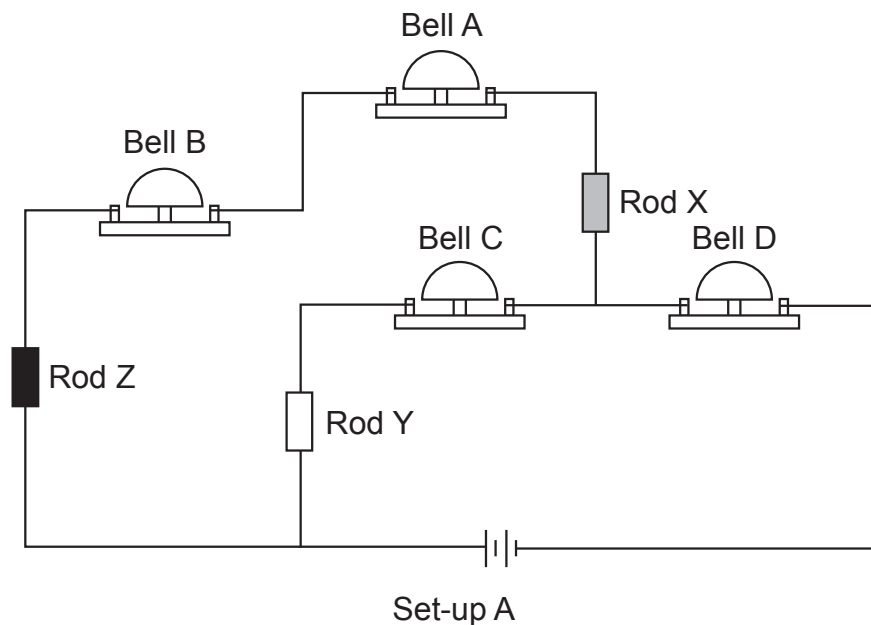 Bell A
Bell B
Rod X
Bell C
Bell D
Rod Z
Rod Y
Set-up A